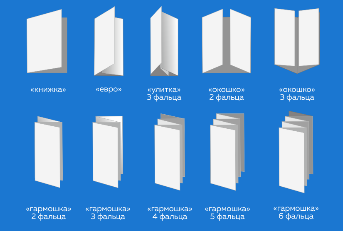 «книжка»
«евро»
«улитка»
3 фальца
«окошко»
2 фальца
«окошко»
3 фальца
«гармошка»
2 фальца
«гармошка»
3 фальца
«гармошка»
4 фальца
«гармошка»
5 фальца
«гармошка»
6 фальца